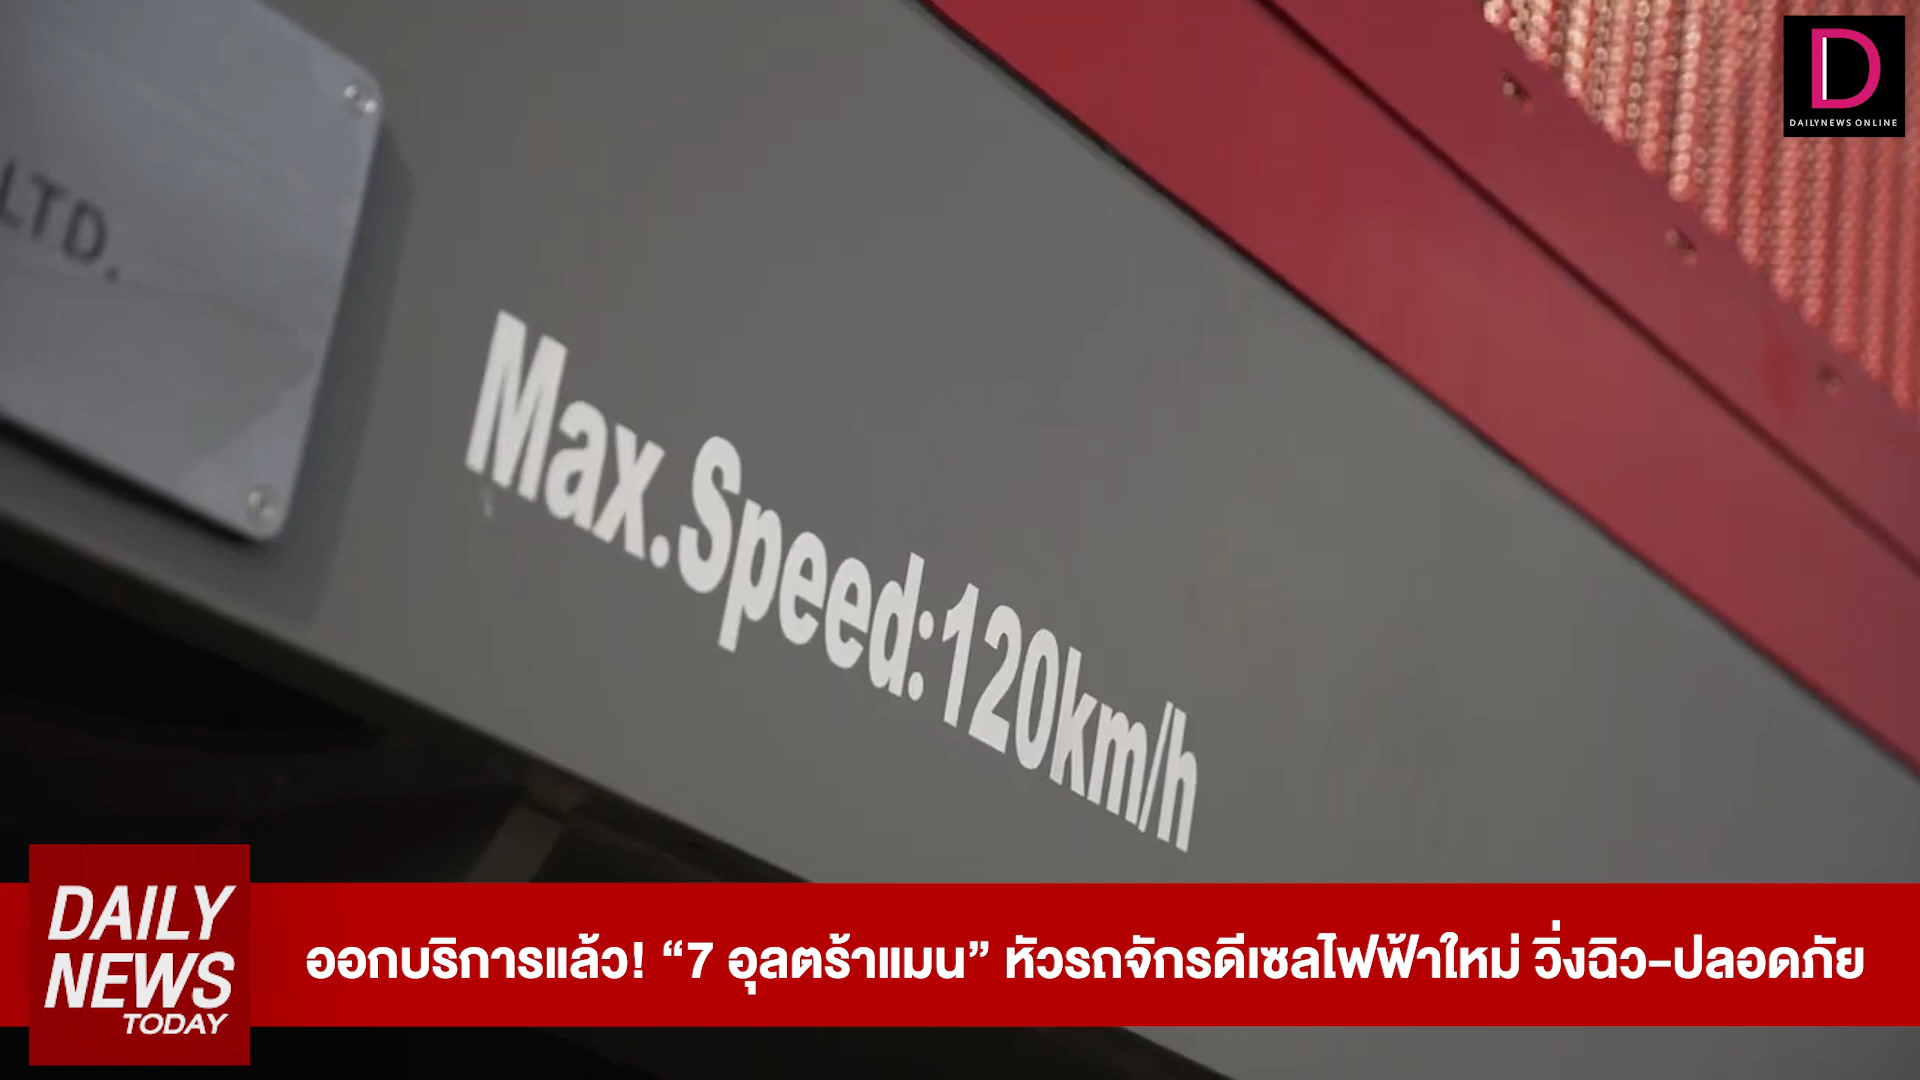 D
DAILYNEWS ONLINE
LTD.
Max.Speed:120km/h
DAILY
NEWS
TODAY
ออกบริการแล้ว! “7 อุลตร้าแมน” หัวรถจักรดีเซลไฟฟ้าใหม่ วิ่งฉิว-ปลอดภัย